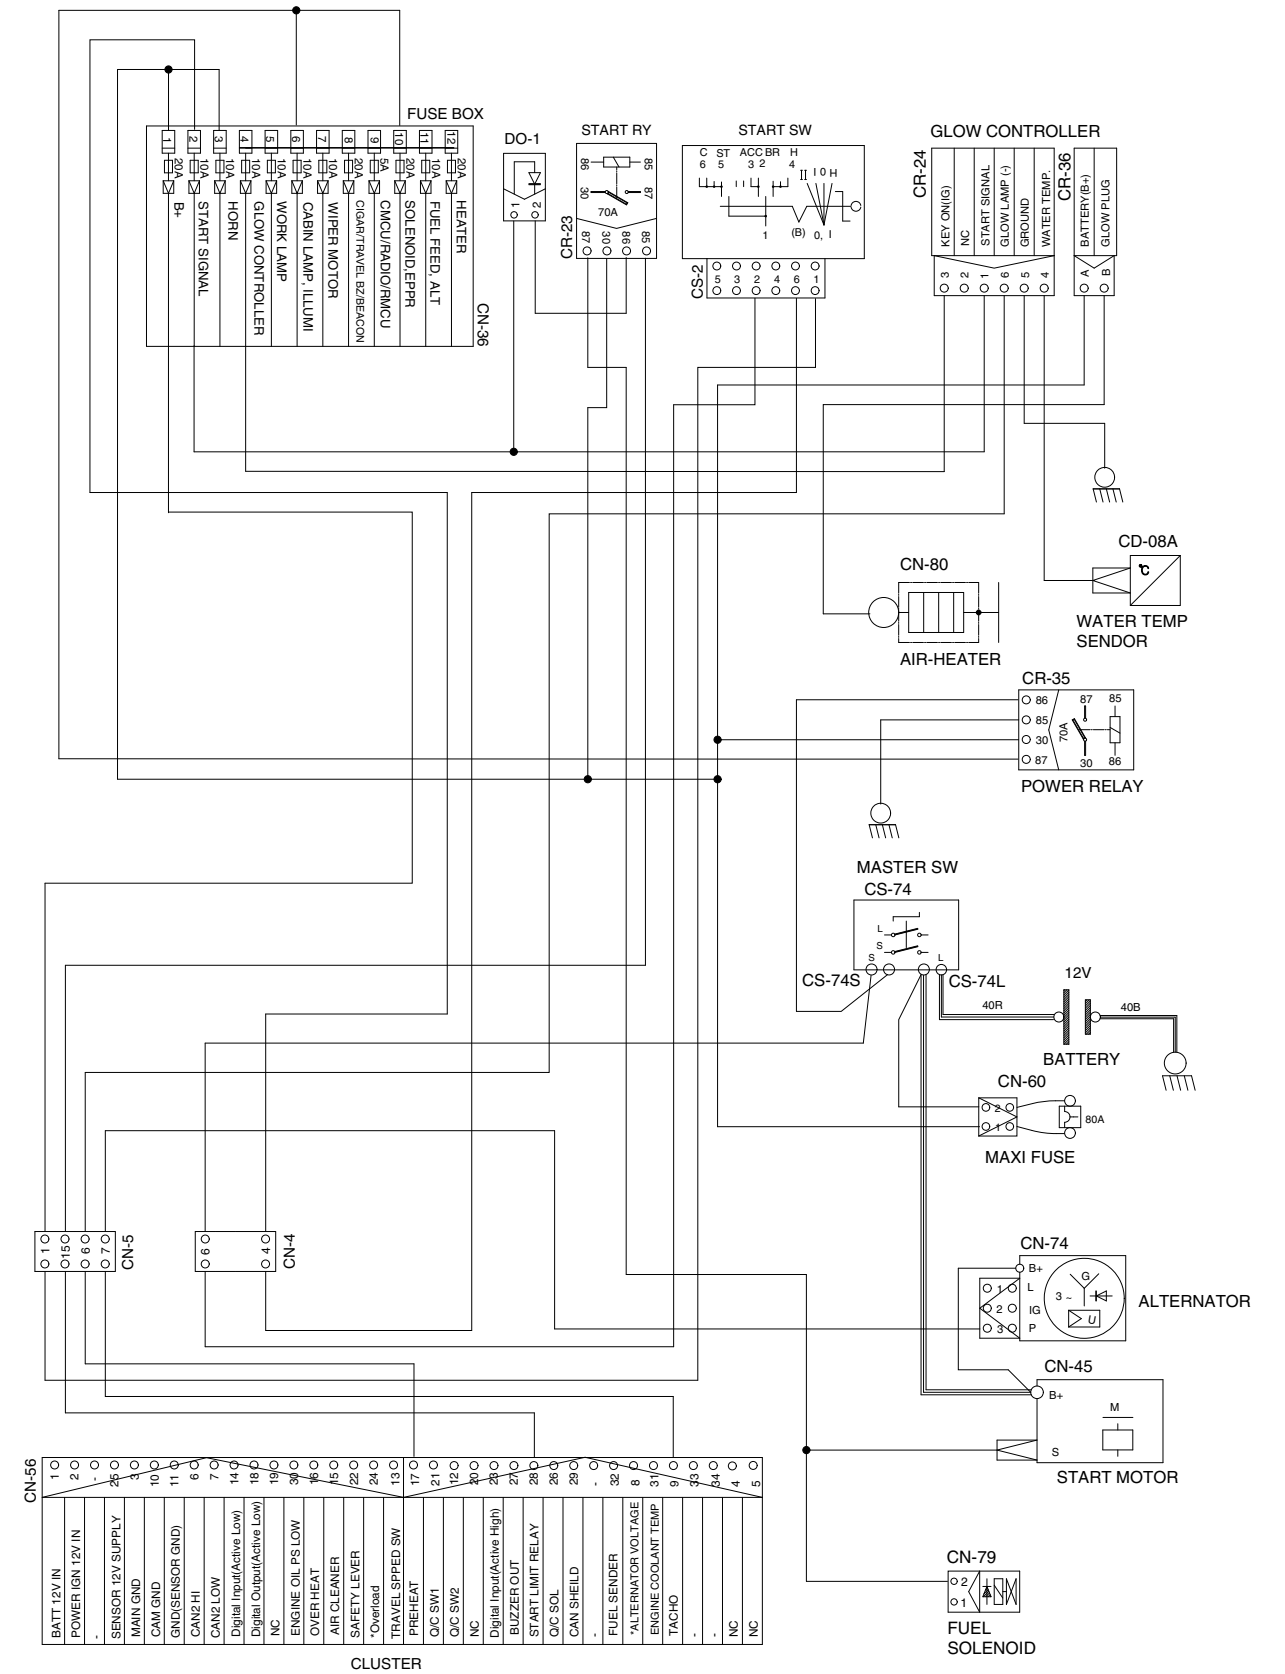 FUSE BOX
1 2 3 4 5 6 7 8 9 10 11 12
20A 10A 10A 10A 10A 10A 10A 20A 5A 20A 10A 20A
B+
START SIGNAL
HORN
GLOW CONTROLLER
WORK LAMP
CABIN LAMP, ILLUMI
WIPER MOTOR
CIGAR/TRAVEL BZ/BEACON
CMCU/RADIO/RMCU
SOLENOID,EPPR
FUEL FEED, ALT
HEATER
CN-36
DO-1
1 2
START RY
86 85
30 87
70A
87 30 86 85
CR-23
START SW
C ST ACC BR H
6 5 3 2 4
II I 0 H
1 (B) 0, I
CS-2
5 3 2 4 6 1
GLOW CONTROLLER
CR-24
KEY ON(IG)
NC
START SIGNAL
GLOW LAMP (-)
GROUND
WATER TEMP.
3 2 1 6 5 4
CR-36
BATTERY(B+)
GLOW PLUG
A B
CD-08A
℃
WATER TEMP
SENDOR
CN-80
AIR-HEATER
CR-35
86 87 85
85
30
87
70A
30 86
POWER RELAY
MASTER SW
CS-74
L
S
S L
CS-74S
CS-74L
12V
40R
40B
BATTERY
CN-60
2
1
80A
MAXI FUSE
1 15 6 7
CN-5
6 4
CN-4
CN-74
B+
1 L
2 IG
3 P
G
3 ~
U
ALTERNATOR
CN-45
B+
M
S
START MOTOR
CN-79
2
1
FUEL
SOLENOID
CN-56
1 2 - 25 3 10 11 6 7 14 18 19 30 16 15 22 24 13 17 21 12 20 23 27 28 26 29 - 32 8 31 9 33 34 4 5
BATT 12V IN
POWER IGN 12V IN
-
SENSOR 12V SUPPLY
MAIN GND
CAM GND
GND(SENSOR GND)
CAN2 HI
CAN2 LOW
Digital Input(Active Low)
Digital Output(Active Low)
NC
ENGINE OIL PS LOW
OVER HEAT
AIR CLEANER
SAFETY LEVER
*Overload
TRAVEL SPPED SW
PREHEAT
Q/C SW1
Q/C SW2
NC
Digital Input(Active High)
BUZZER OUT
START LIMIT RELAY
Q/C SOL
CAN SHEILD
-
FUEL SENDER
*ALTERNATOR VOLTAGE
ENGINE COOLANT TEMP
TACHO
-
-
NC
NC
CLUSTER